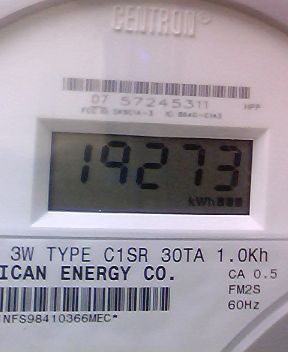 CENTRON®
07 57245311 HPP
19273
kWh
3W TYPE C1SR 30TA 1.0Kh
ICAN ENERGY CO. CA 0.5
FM2S
60Hz
NFS98410366MEC*